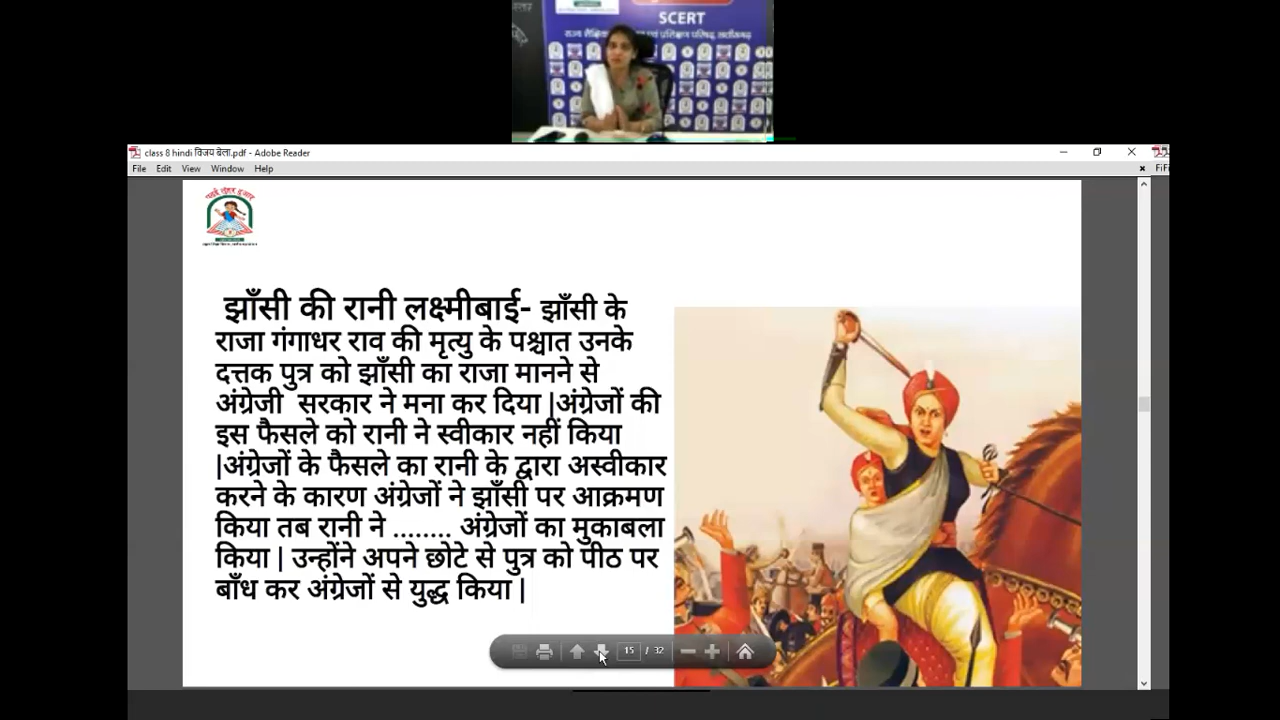 SCERT
class 8 hindi विजय बेला.pdf - Adobe Reader
File Edit View Window Help
झाँसी की रानी लक्ष्मीबाई- झाँसी के
राजा गंगाधर राव की मृत्यु के पश्चात उनके
दत्तक पुत्र को झाँसी का राजा मानने से
अंग्रेजी सरकार ने मना कर दिया |अंग्रेजों की
इस फैसले को रानी ने स्वीकार नहीं किया
|अंग्रेजों के फैसले का रानी के द्वारा अस्वीकार
करने के कारण अंग्रेजों ने झाँसी पर आक्रमण
किया तब रानी ने ........ अंग्रेजों का मुकाबला
किया | उन्होंने अपने छोटे से पुत्र को पीठ पर
बाँध कर अंग्रेजों से युद्ध किया |
15 / 32